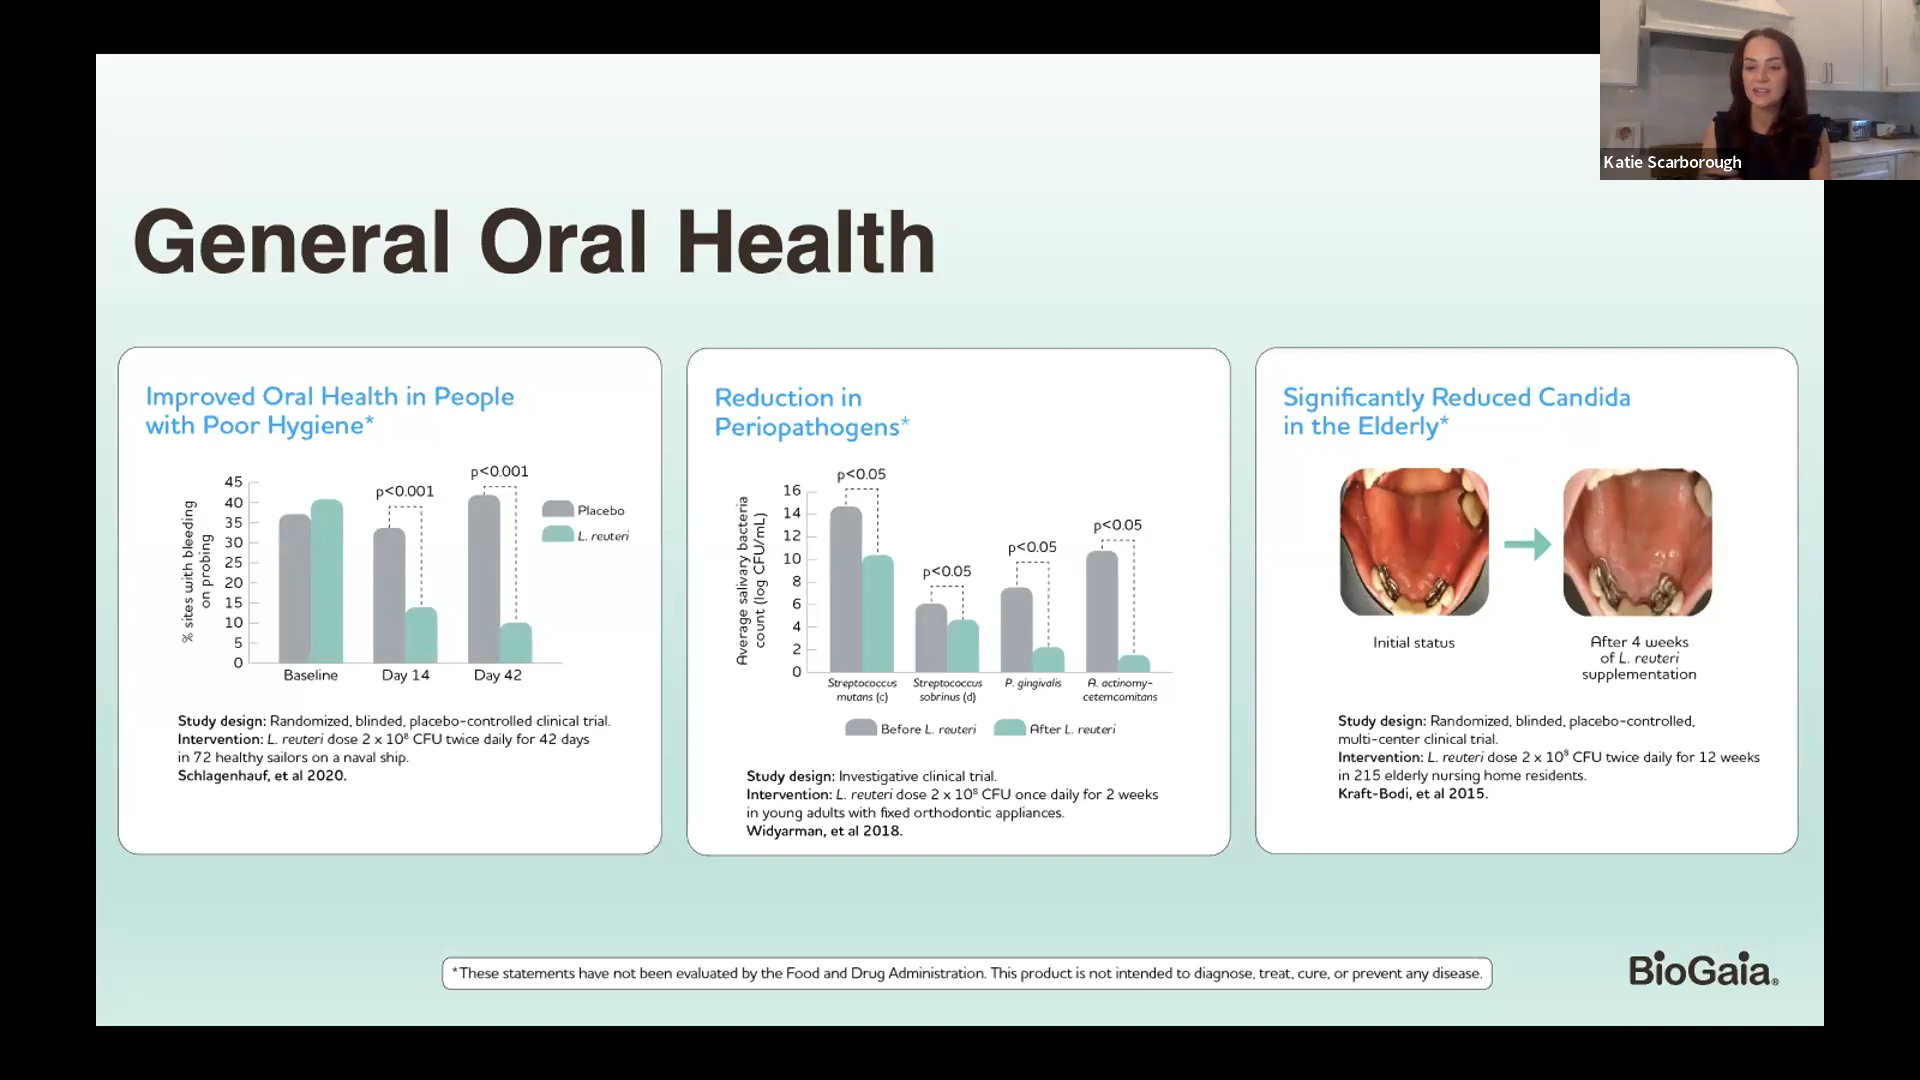 Katie Scarborough
General Oral Health
Improved Oral Health in People
with Poor Hygiene*
% sites with bleeding
on probing
45
40
35
30
25
20
15
10
5
0
p<0.001
p<0.001
Placebo
L. reuteri
Baseline
Day 14
Day 42
Study design: Randomized, blinded, placebo-controlled clinical trial.
Intervention: L. reuteri dose 2 x 10⁸ CFU twice daily for 42 days
in 72 healthy sailors on a naval ship.
Schlagenhauf, et al 2020.
Reduction in
Periopathogens*
Average salivary bacteria
count (log CFU/mL)
16
14
12
10
8
6
4
2
0
p<0.05
p<0.05
p<0.05
p<0.05
Streptococcus
mutans (c)
Streptococcus
sobrinus (d)
P. gingivalis
A. actinomy-
cetemcomitans
Before L. reuteri
After L. reuteri
Study design: Investigative clinical trial.
Intervention: L. reuteri dose 2 x 10⁸ CFU once daily for 2 weeks
in young adults with fixed orthodontic appliances.
Widyarman, et al 2018.
Significantly Reduced Candida
in the Elderly*
Initial status
After 4 weeks
of L. reuteri
supplementation
Study design: Randomized, blinded, placebo-controlled,
multi-center clinical trial.
Intervention: L. reuteri dose 2 x 10⁹ CFU twice daily for 12 weeks
in 215 elderly nursing home residents.
Kraft-Bodi, et al 2015.
*These statements have not been evaluated by the Food and Drug Administration. This product is not intended to diagnose, treat, cure, or prevent any disease.
BioGaia®